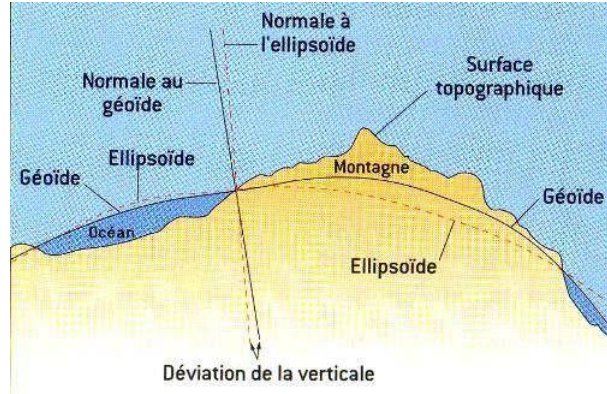 Normale à
l'ellipsoïde
Normale au
géoïde
Surface
topographique
Ellipsoïde
Géoïde
Montagne
Géoïde
Océan
Ellipsoïde
Déviation de la verticale